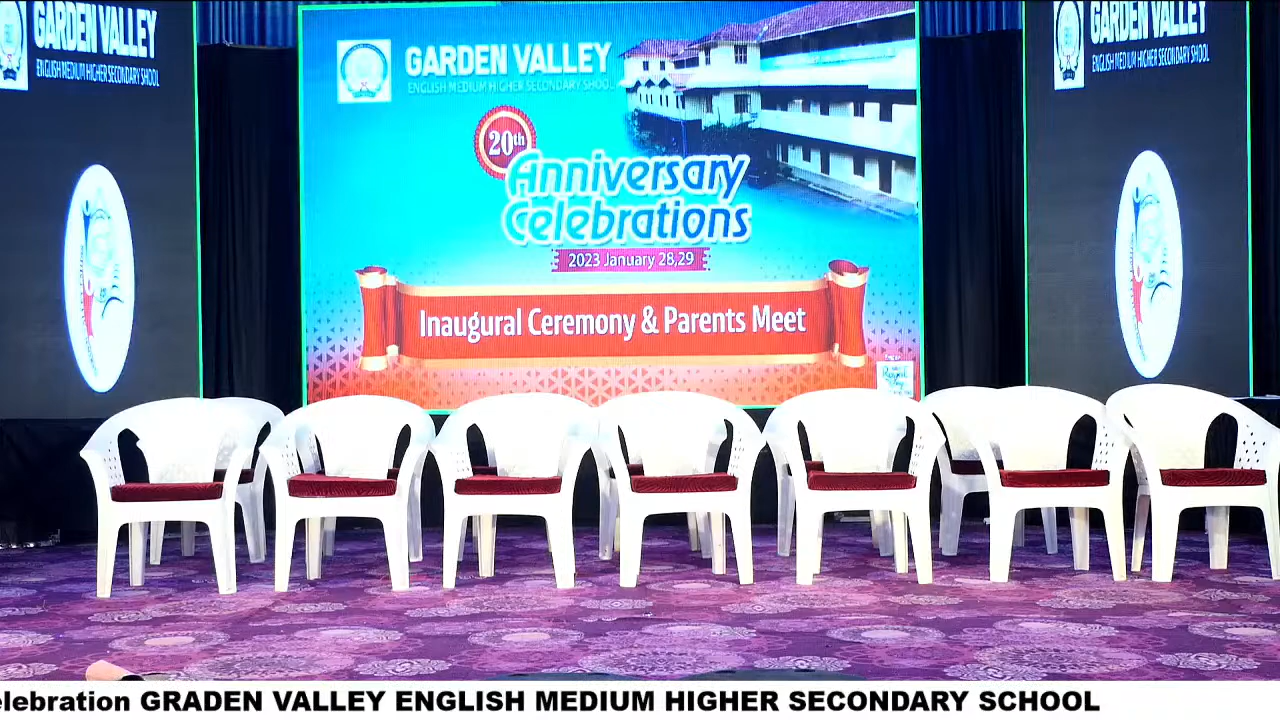 GARDEN VALLEY
ENGLISH MEDIUM HIGHER SECONDARY SHOOL
GARDEN VALLEY
ENGLISH MEDIUM HIGHER SECONDARY SHOOL
20th
Anniversary
Celebrations
2023 January 28,29
Inaugural Ceremony & Parents Meet
GARDEN VALLEY
ENGLISH MEDIUM HIGHER SECONDARY SHOOL
elebration GRADEN VALLEY ENGLISH MEDIUM HIGHER SECONDARY SCHOOL